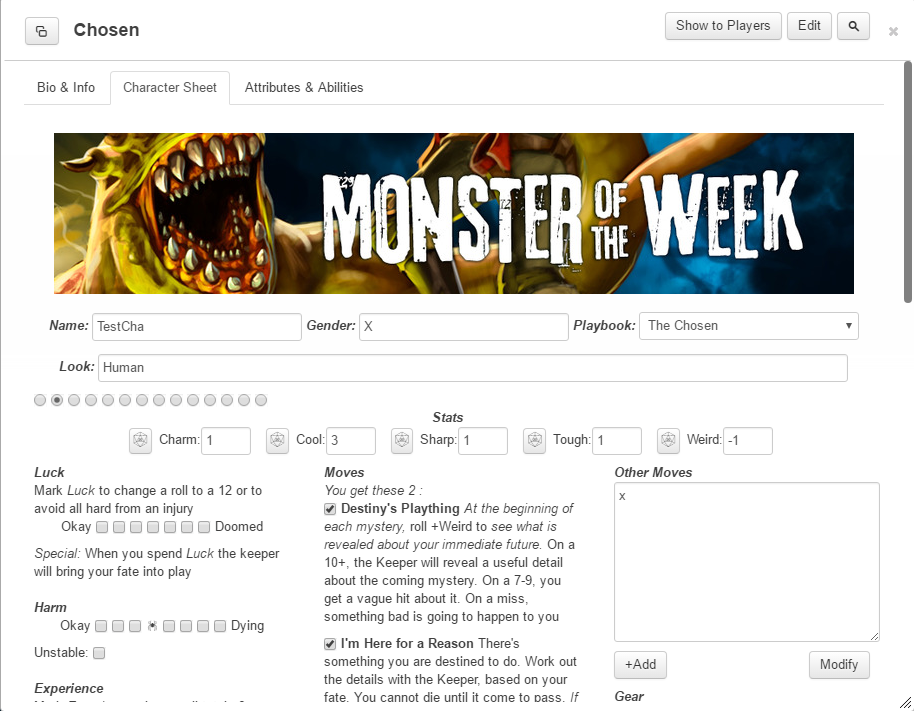 Chosen
Show to Players
Edit
Bio & Info
Character Sheet
Attributes & Abilities
MONSTER OF THE WEEK
Name: TestCha Gender: X Playbook: The Chosen
Look: Human
Stats
Charm: 1 Cool: 3 Sharp: 1 Tough: 1 Weird: -1
Luck
Mark Luck to change a roll to a 12 or to
avoid all hard from an injury
Okay Doomed
Special: When you spend Luck the keeper
will bring your fate into play
Harm
Okay Dying
Unstable:
Experience
Moves
You get these 2 :
Destiny's Plaything At the beginning of
each mystery, roll +Weird to see what is
revealed about your immediate future. On a
10+, the Keeper will reveal a useful detail
about the coming mystery. On a 7-9, you
get a vague hit about it. On a miss,
something bad is going to happen to you
I'm Here for a Reason There's
something you are destined to do. Work out
the details with the Keeper, based on your
fate. You cannot die until it come to pass. If
Other Moves
x
+Add
Modify
Gear